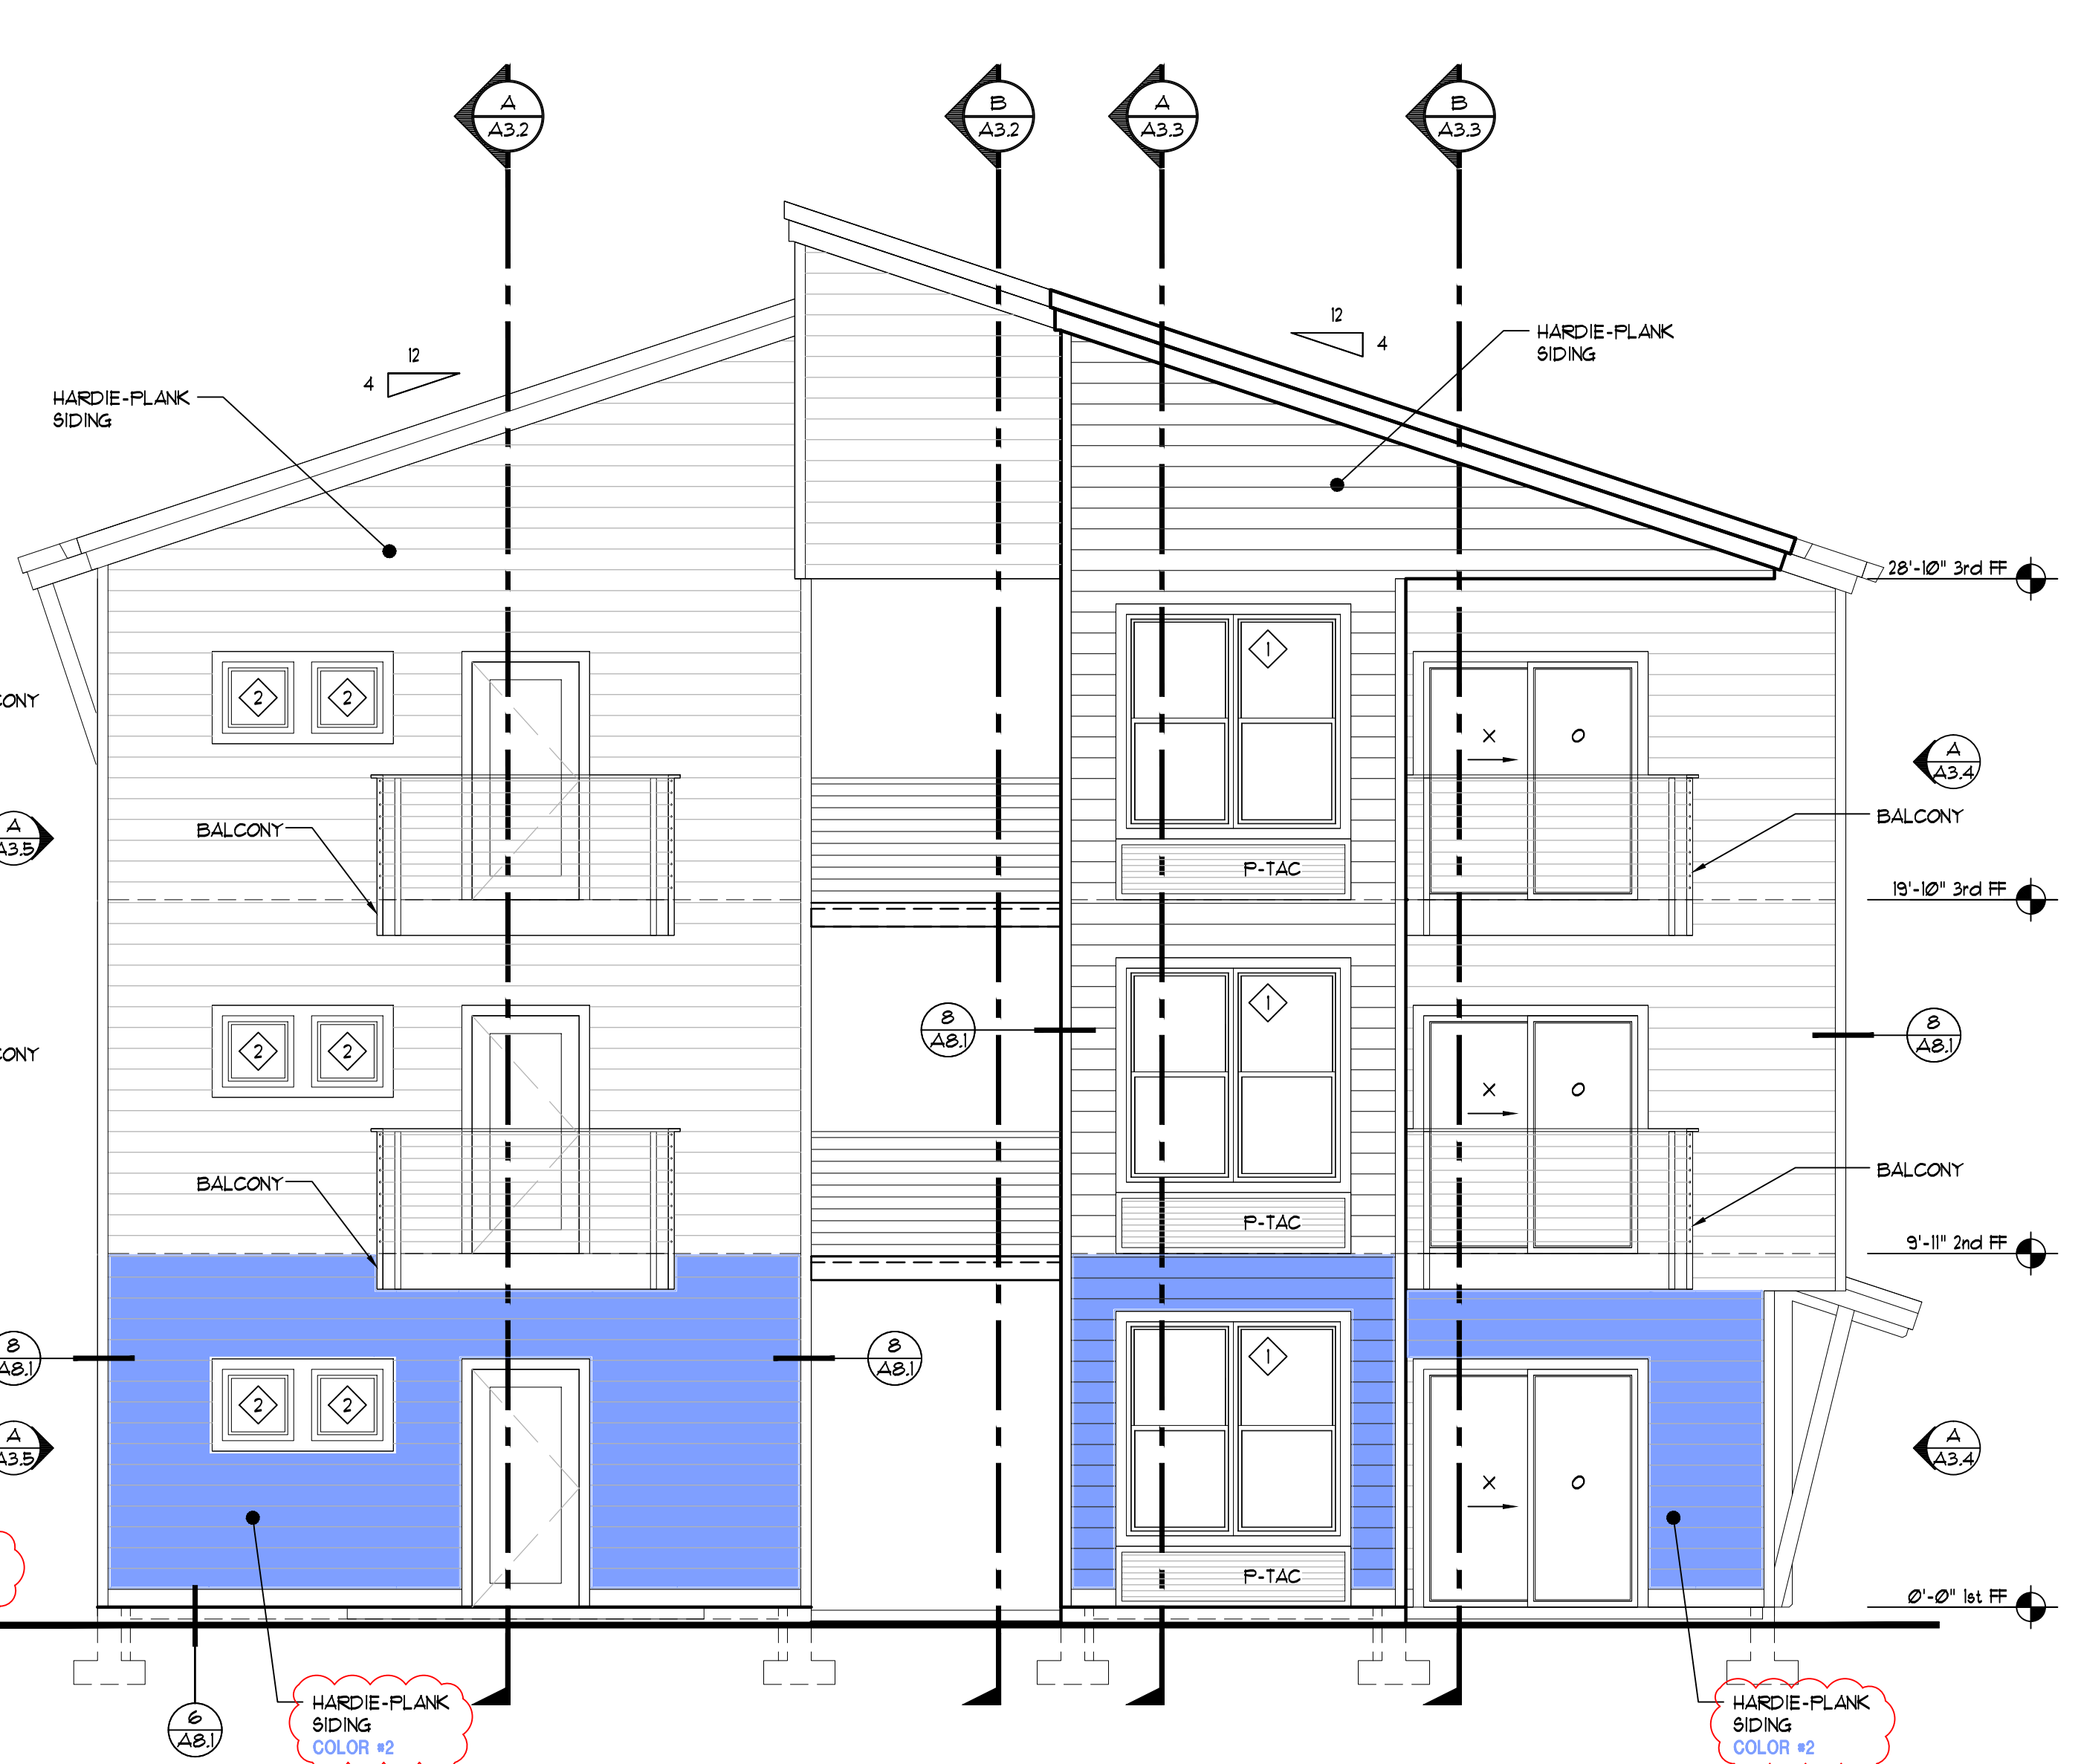 A
A3.2
B
A3.2
A
A3.3
B
A3.3
12
4
HARDIE-PLANK
SIDING
12
4
HARDIE-PLANK
SIDING
28'-10" 3rd FF
1
2
2
CONY
X
O
A
A3.4
BALCONY
BALCONY
A
A3.5
P-TAC
19'-10" 3rd FF
1
8
A8.1
8
A8.1
2
2
CONY
X
O
BALCONY
BALCONY
P-TAC
9'-11" 2nd FF
8
A8.1
8
A8.1
1
2
2
A
A3.5
X
O
A
A3.4
P-TAC
0'-0" 1st FF
6
A8.1
HARDIE-PLANK
SIDING
COLOR #2
HARDIE-PLANK
SIDING
COLOR #2